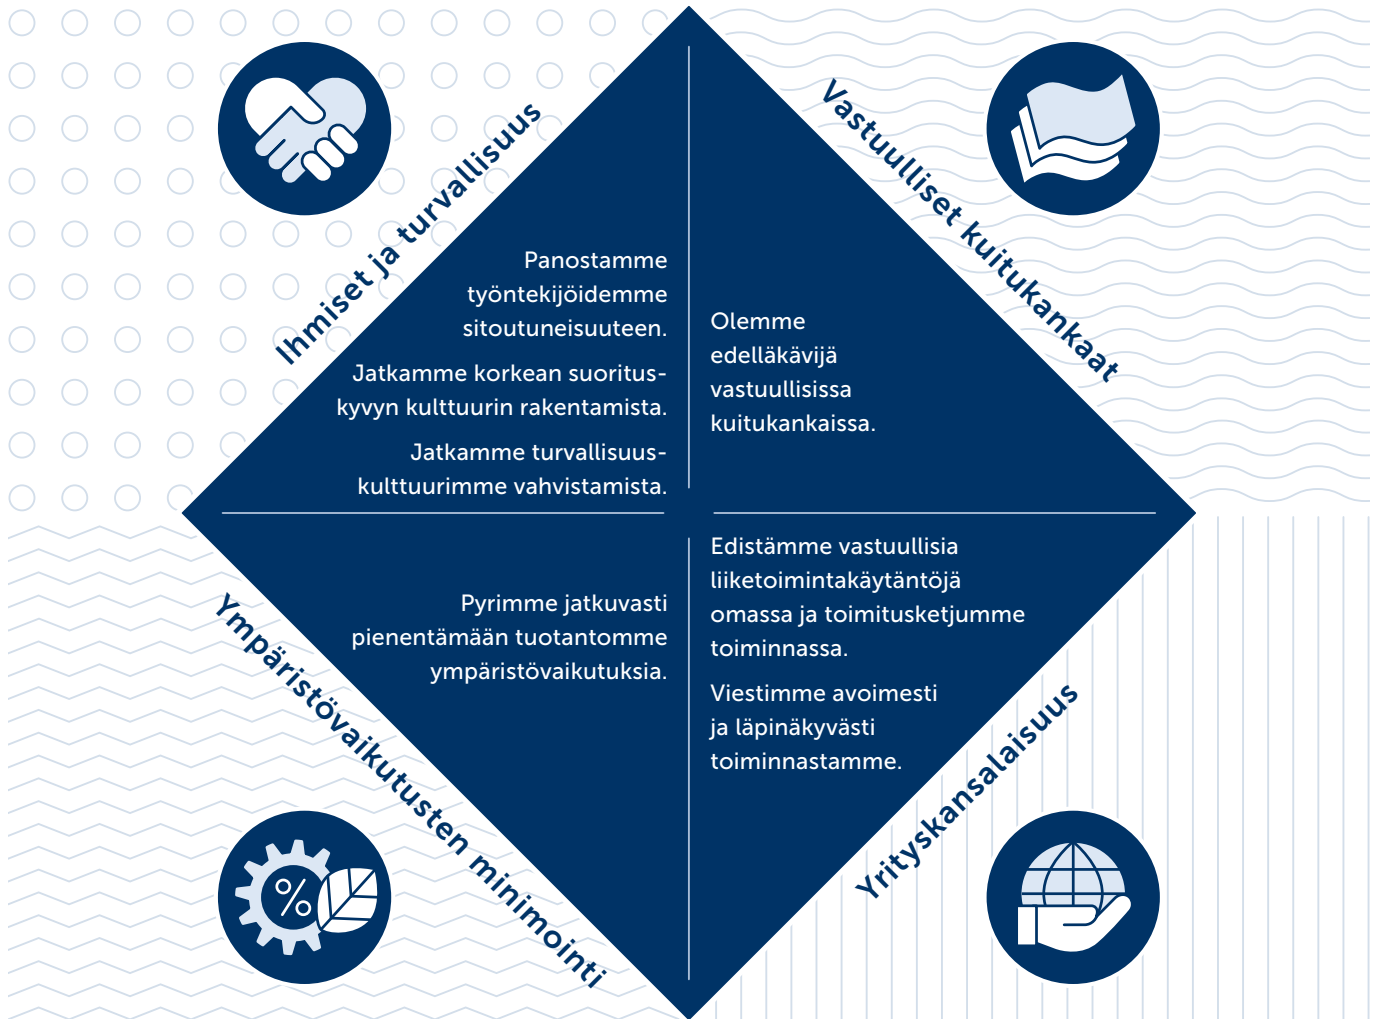 Ihmiset ja turvallisuus
Panostamme
työntekijöidemme
sitoutuneisuuteen.
Jatkamme korkean suoritus-
kyvyn kulttuurin rakentamista.
Jatkamme turvallisuus-
kulttuurimme vahvistamista.
Vastuulliset kuitukankaat
Olemme
edelläkävijä
vastuullisissa
kuitukankaissa.
Ympäristövaikutusten minimointi
Pyrimme jatkuvasti
pienentämään tuotantomme
ympäristövaikutuksia.
%
Edistämme vastuullisia
liiketoimintakäytäntöjä
omassa ja toimitusketjumme
toiminnassa.
Viestimme avoimesti
ja läpinäkyvästi
toiminnastamme.
Yrityskansalaisuus